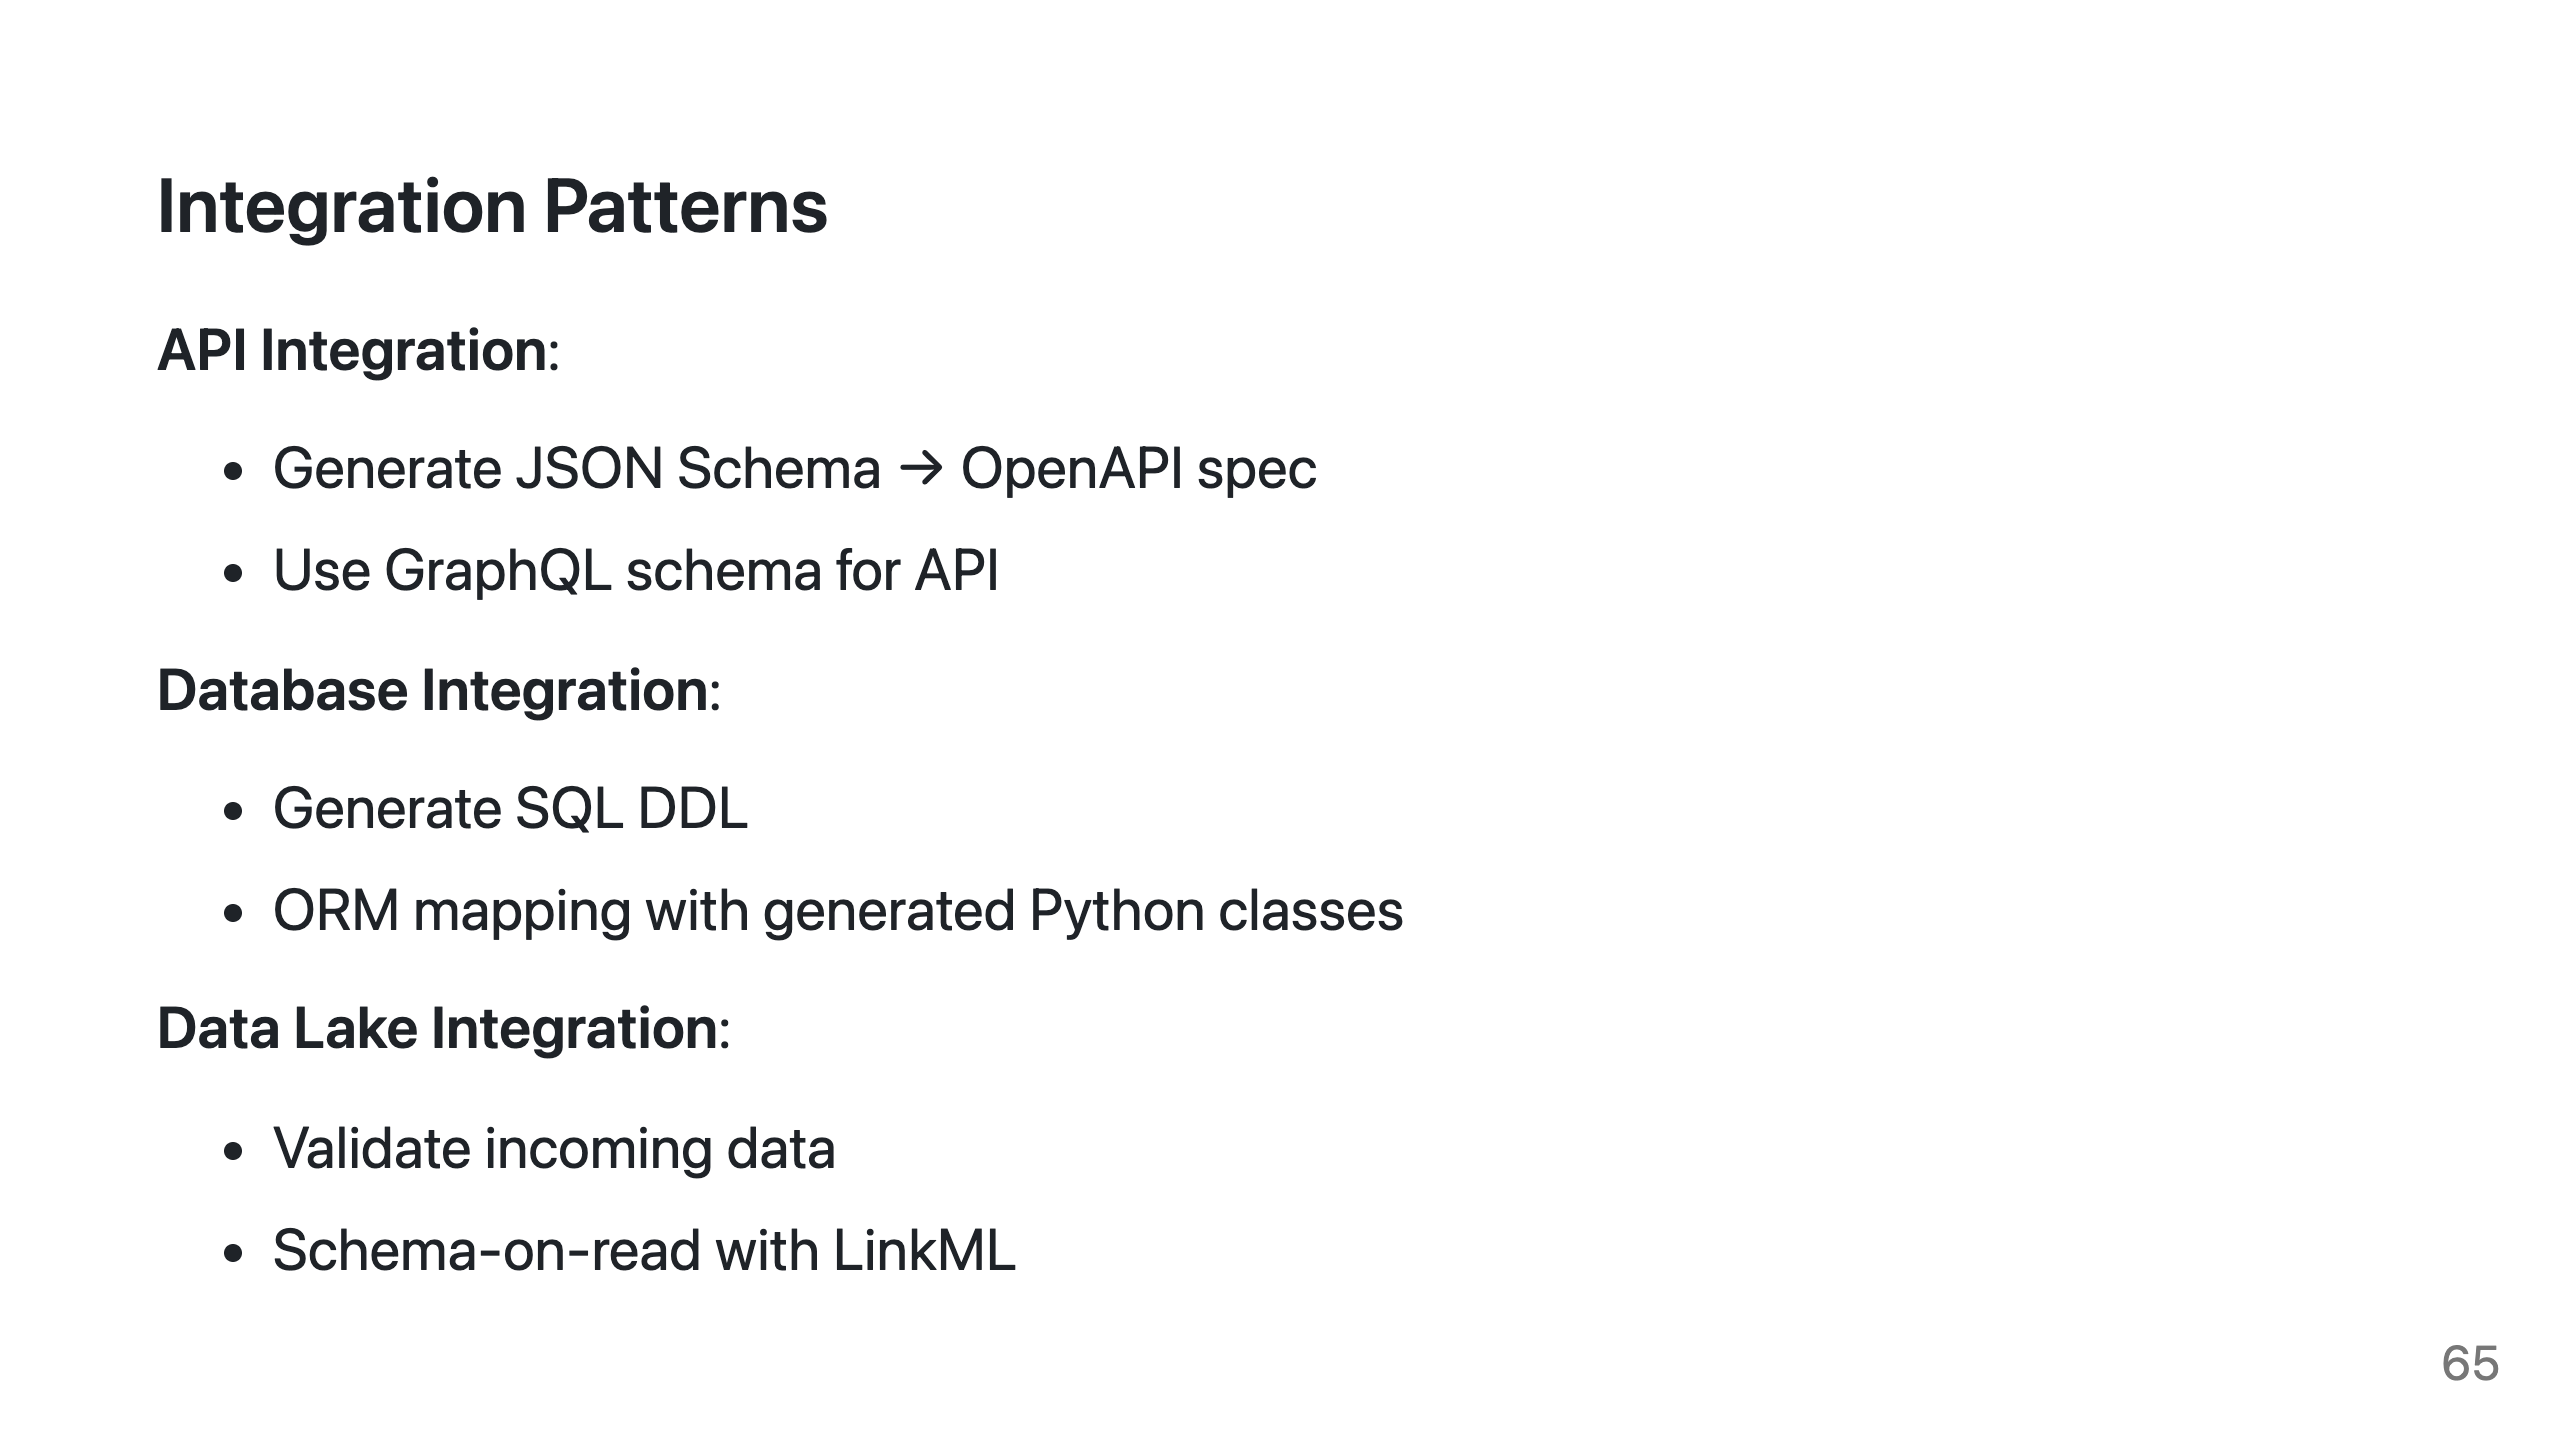 Integration Patterns
API Integration:
• Generate JSON Schema → OpenAPI spec
• Use GraphQL schema for API
Database Integration:
• Generate SQL DDL
• ORM mapping with generated Python classes
Data Lake Integration:
• Validate incoming data
• Schema-on-read with LinkML
65